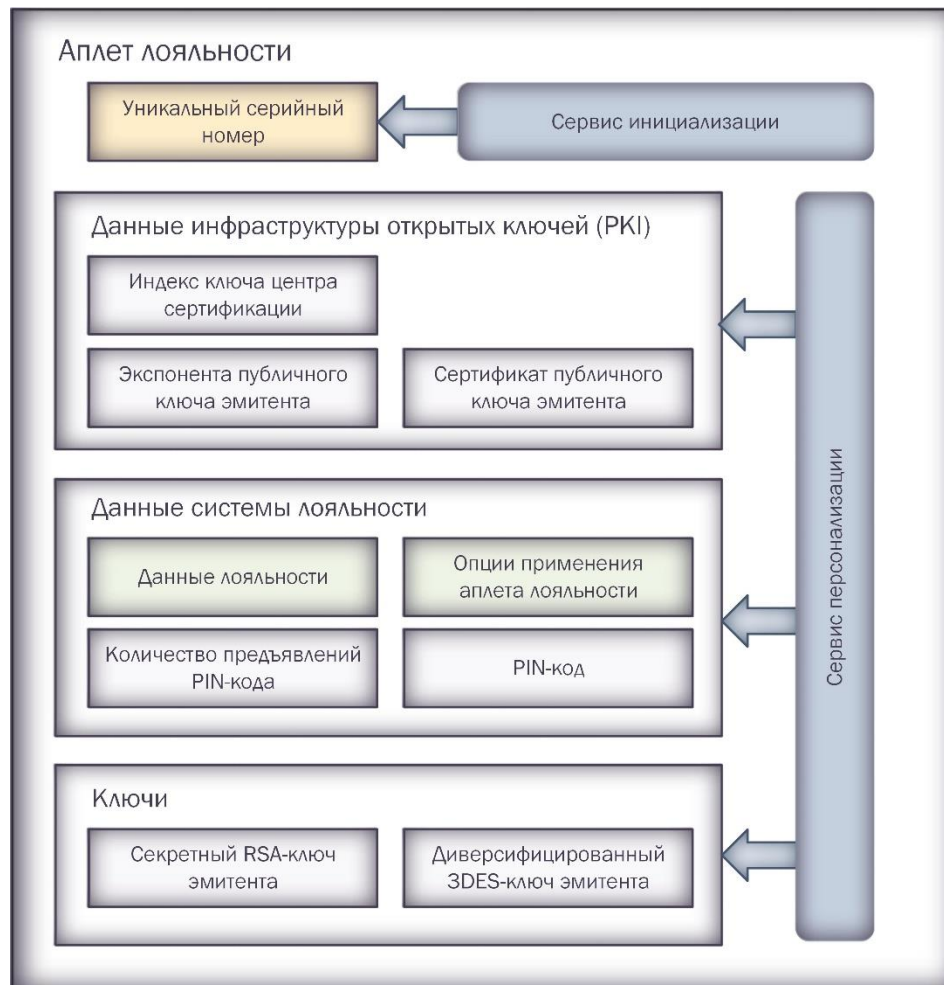 Аплет лояльности
Уникальный серийный
номер
Сервис инициализации
Данные инфраструктуры открытых ключей (PKI)
Индекс ключа центра
сертификации
Экспонента публичного
ключа эмитента
Сертификат публичного
ключа эмитента
Данные системы лояльности
Данные лояльности
Опции применения
аплета лояльности
Количество предъявлений
PIN-кода
PIN-код
Ключи
Секретный RSA-ключ
эмитента
Диверсифицированный
3DES-ключ эмитента
Сервис персонализации